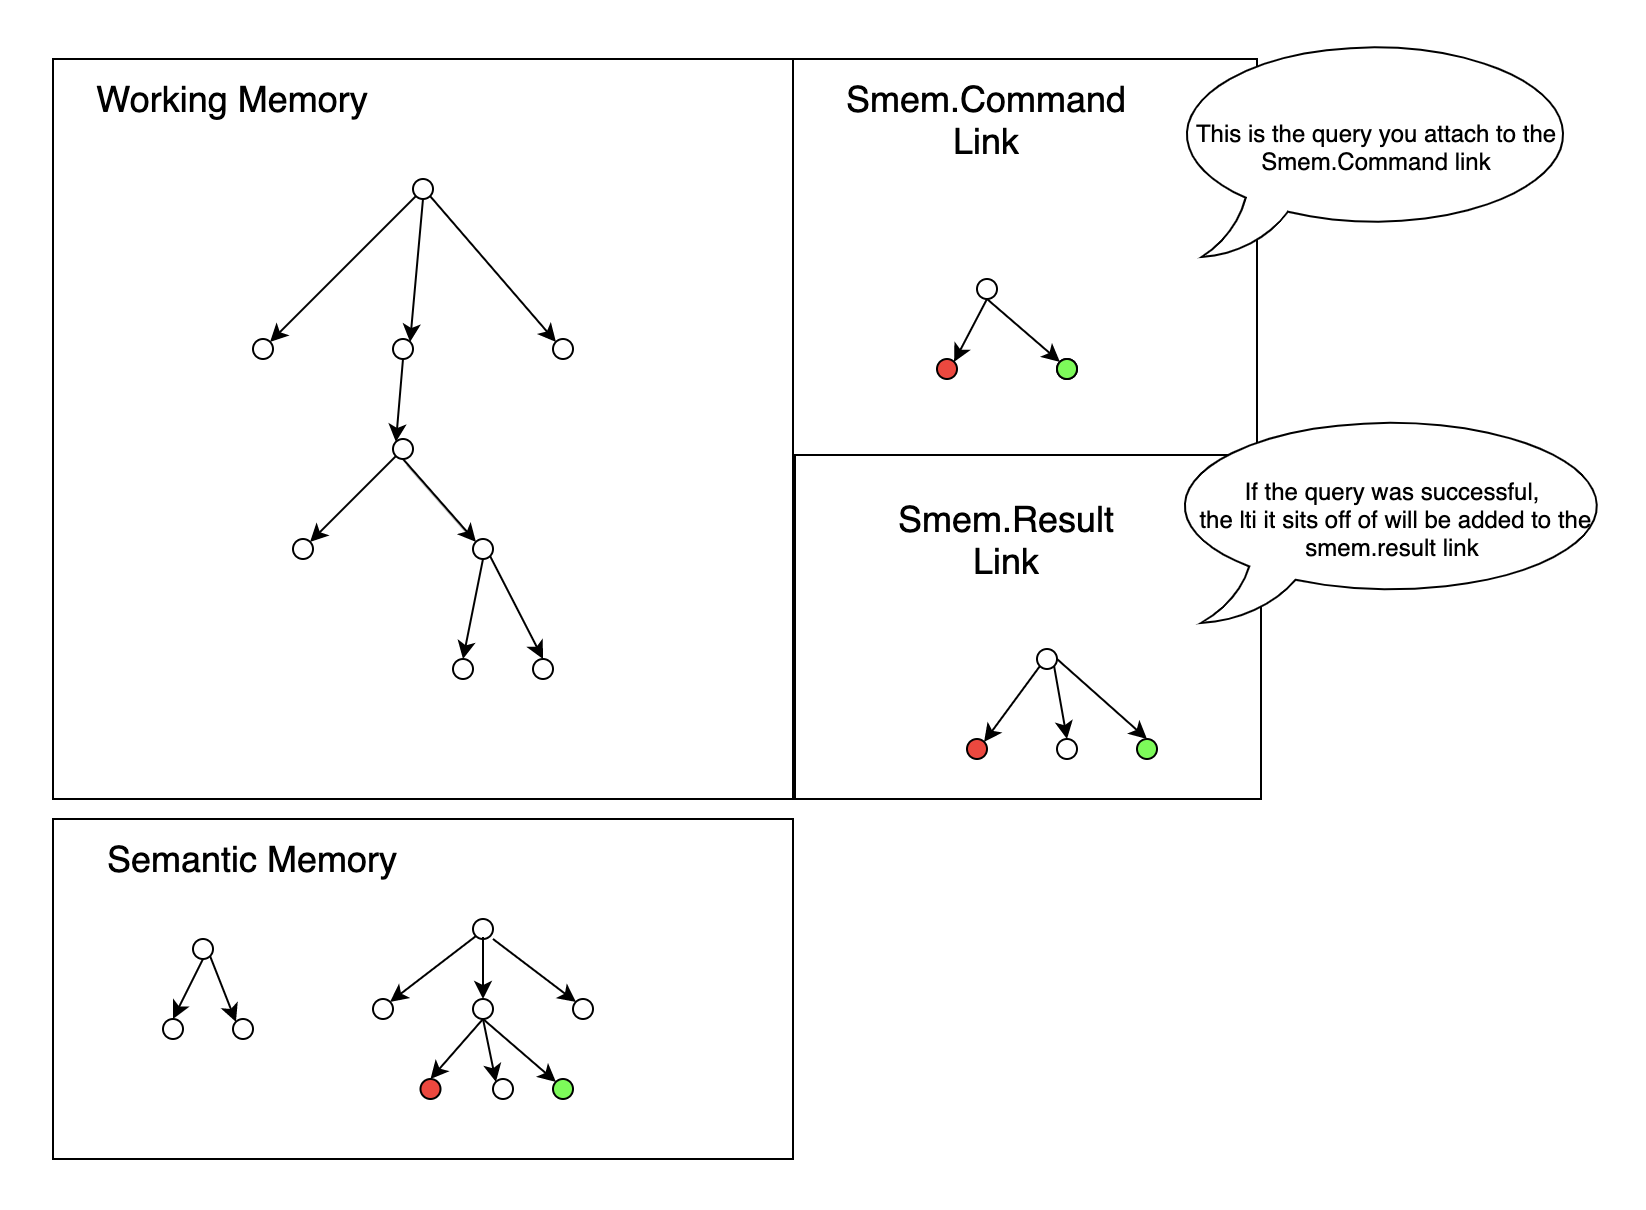 Working Memory
Smem.Command
Link
This is the query you attach to the
Smem.Command link
If the query was successful,
the lti it sits off of will be added to the
smem.result link
Smem.Result
Link
Semantic Memory